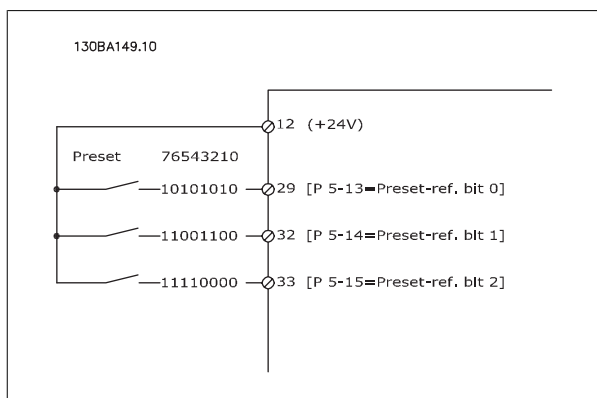 130BA149.10
12 (+24V)
Preset 76543210
10101010 29 [P 5-13=Preset-ref. bit 0]
11001100 32 [P 5-14=Preset-ref. bit 1]
11110000 33 [P 5-15=Preset-ref. bit 2]